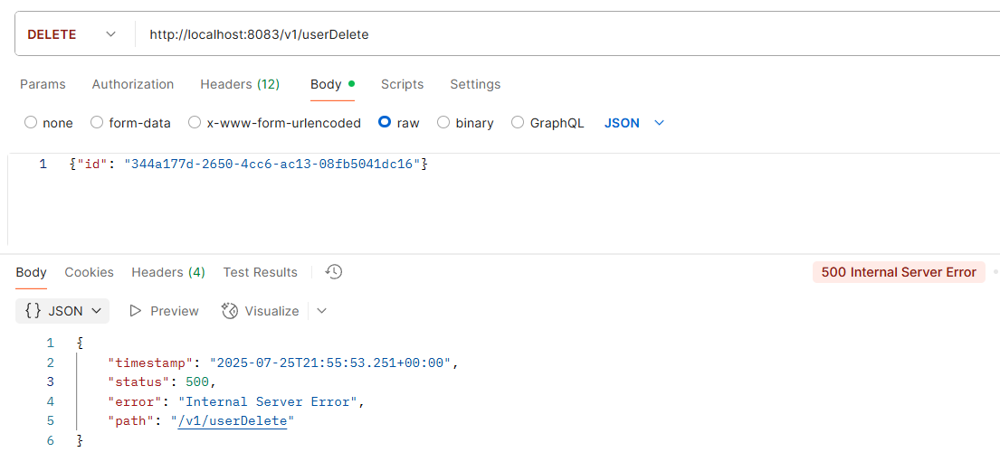 DELETE http://localhost:8083/v1/userDelete
Params Authorization Headers (12) Body Scripts Settings
none form-data x-www-form-urlencoded raw binary GraphQL JSON
1 {"id": "344a177d-2650-4cc6-ac13-08fb5041dc16"}
Body Cookies Headers (4) Test Results 500 Internal Server Error
{} JSON Preview Visualize
1 {
2 "timestamp": "2025-07-25T21:55:53.251+00:00",
3 "status": 500,
4 "error": "Internal Server Error",
5 "path": "/v1/userDelete"
6 }